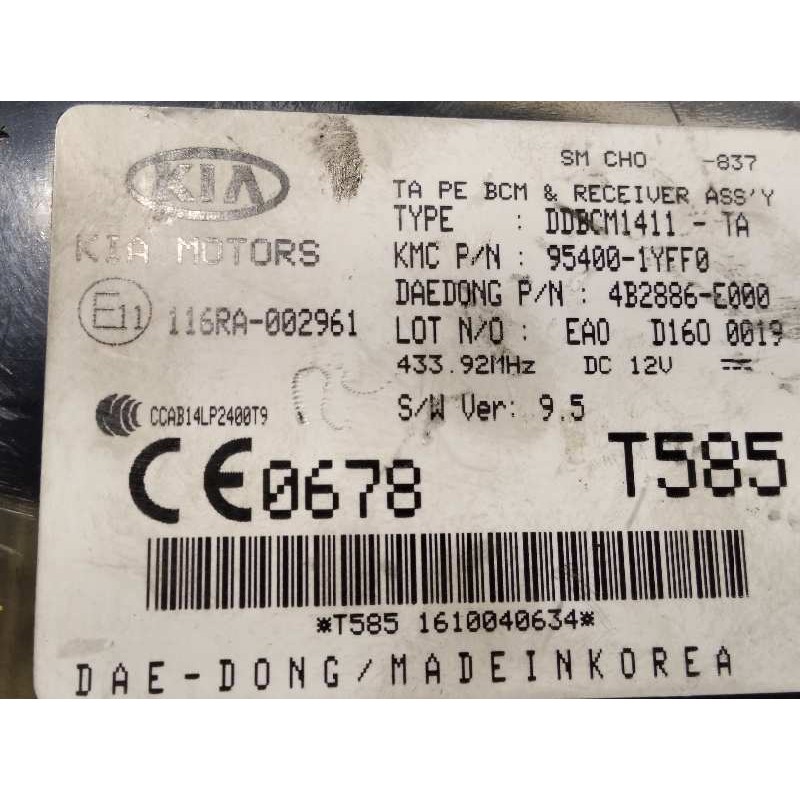 SM CHO -837
KIA
TA PE BCM & RECEIVER ASS'Y
TYPE : DDBCM1411 - TA
KIA MOTORS
KMC P/N : 95400-1YFF0
DAEDONG P/N : 4B2886-E000
E11 116RA-002961
LOT N/O : EA0 D160 0019
433.92MHz DC 12V
CCAB14LP2400T9
S/W Ver: 9.5
CE0678
T585
*T585 1610040634*
DAE-DONG/MADEINKOREA